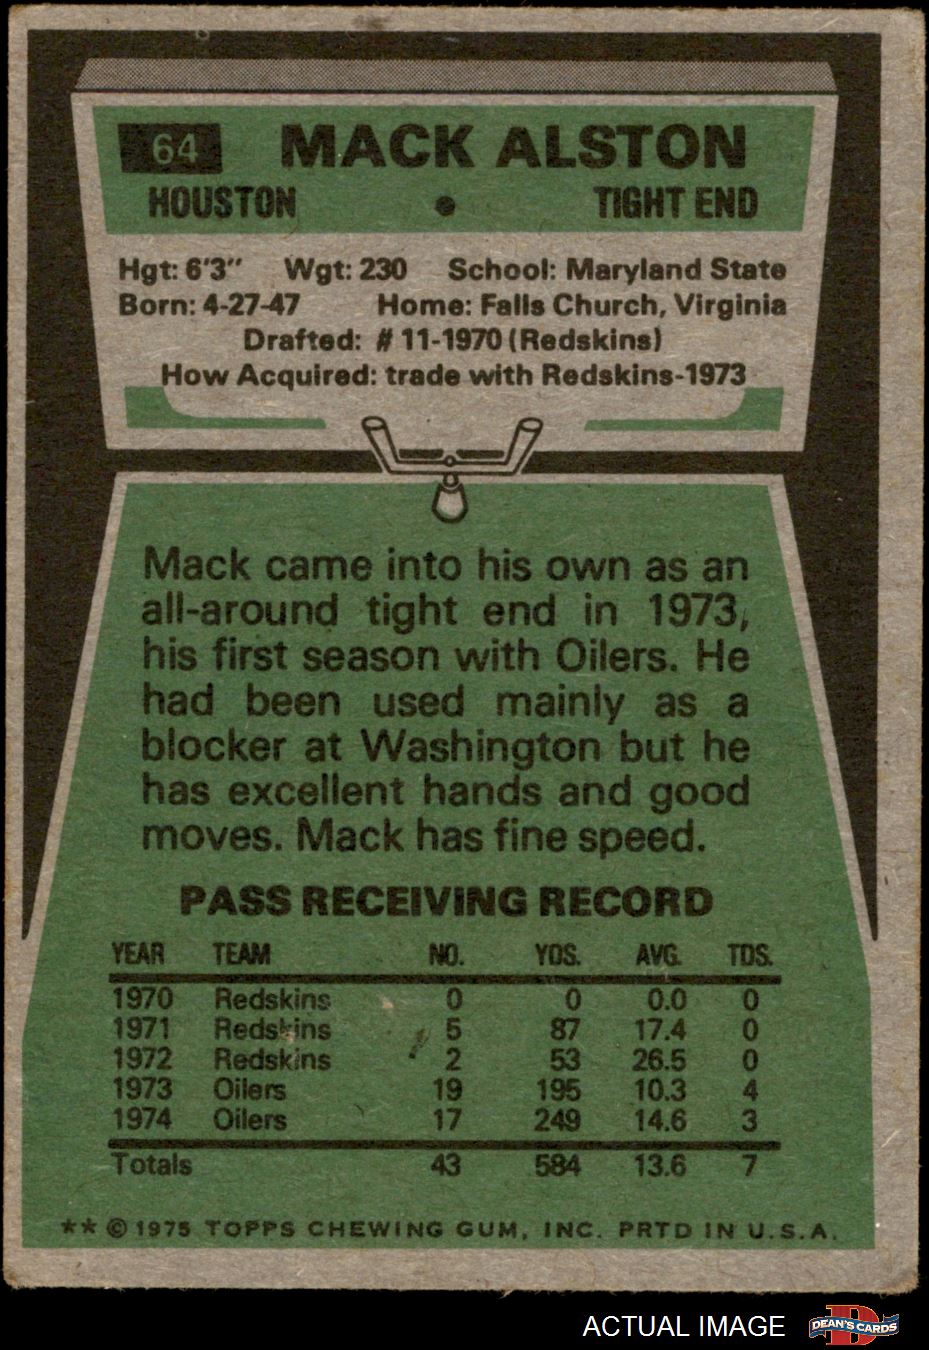 64 MACK ALSTON
HOUSTON • TIGHT END
Hgt: 6'3" Wgt: 230 School: Maryland State
Born: 4-27-47 Home: Falls Church, Virginia
Drafted: # 11-1970 (Redskins)
How Acquired: trade with Redskins-1973
Mack came into his own as an
all-around tight end in 1973,
his first season with Oilers. He
had been used mainly as a
blocker at Washington but he
has excellent hands and good
moves. Mack has fine speed.
PASS RECEIVING RECORD
YEAR TEAM NO. YDS. AVG. TDS.
1970 Redskins 0 0 0.0 0
1971 Redskins 5 87 17.4 0
1972 Redskins 2 53 26.5 0
1973 Oilers 19 195 10.3 4
1974 Oilers 17 249 14.6 3
Totals 43 584 13.6 7
** © 1975 TOPPS CHEWING GUM, INC. PRTD IN U.S.A.
ACTUAL IMAGE D DEAN'S CARDS